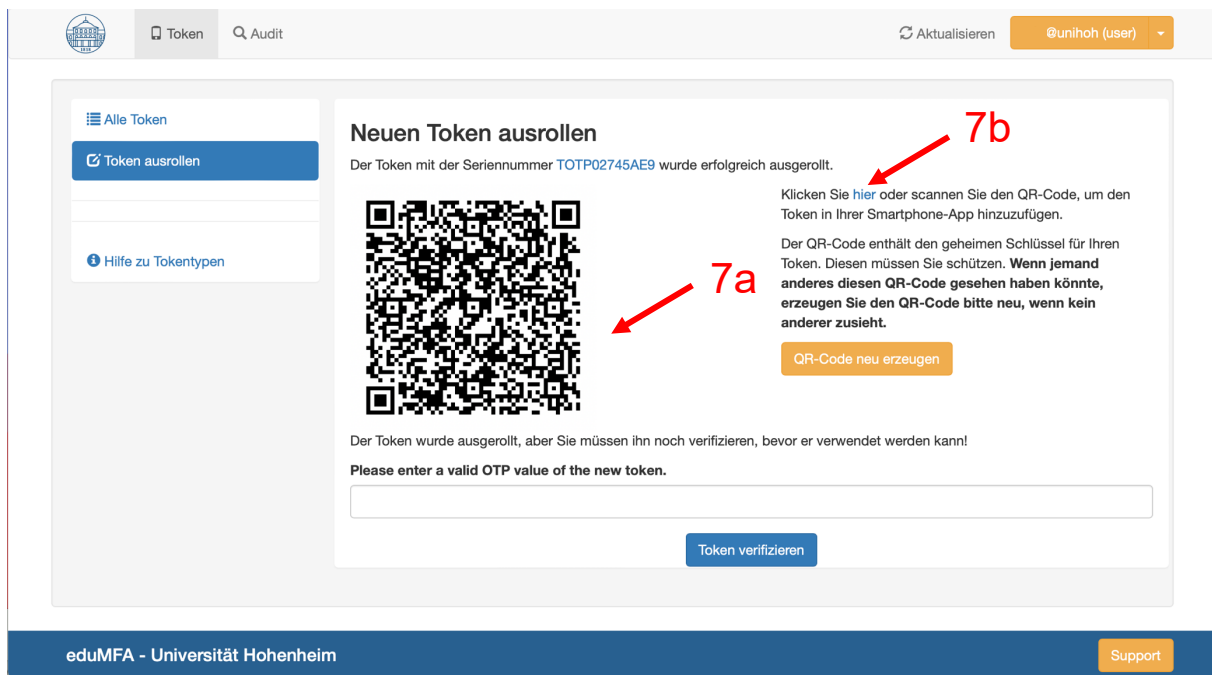 Token
Audit
Aktualisieren
@unihoh (user)
Alle Token
Token ausrollen
Hilfe zu Tokentypen
Neuen Token ausrollen
7b
Der Token mit der Seriennummer TOTP02745AE9 wurde erfolgreich ausgerollt.
Klicken Sie hier oder scannen Sie den QR-Code, um den
Token in Ihrer Smartphone-App hinzuzufügen.
7a
Der QR-Code enthält den geheimen Schlüssel für Ihren
Token. Diesen müssen Sie schützen. Wenn jemand
anderes diesen QR-Code gesehen haben könnte,
erzeugen Sie den QR-Code bitte neu, wenn kein
anderer zusieht.
QR-Code neu erzeugen
Der Token wurde ausgerollt, aber Sie müssen ihn noch verifizieren, bevor er verwendet werden kann!
Please enter a valid OTP value of the new token.
Token verifizieren
eduMFA - Universität Hohenheim
Support